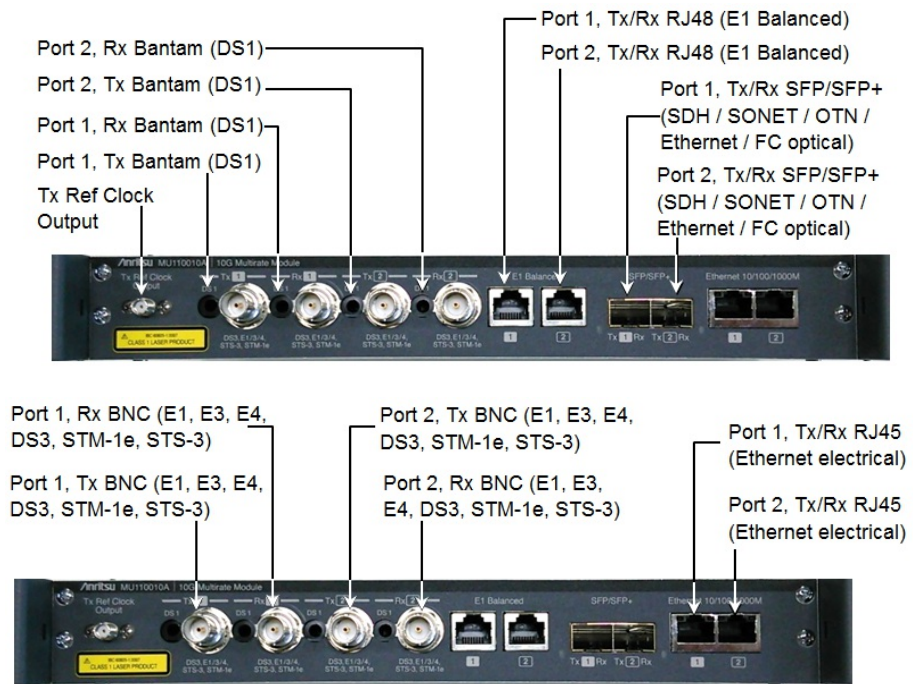 Port 1, Tx/Rx RJ48 (E1 Balanced)
Port 2, Rx Bantam (DS1)
Port 2, Tx/Rx RJ48 (E1 Balanced)
Port 2, Tx Bantam (DS1)
Port 1, Tx/Rx SFP/SFP+
(SDH / SONET / OTN /
Ethernet / FC optical)
Port 1, Rx Bantam (DS1)
Port 1, Tx Bantam (DS1)
Port 2, Tx/Rx SFP/SFP+
(SDH / SONET / OTN /
Ethernet / FC optical)
Tx Ref Clock
Output
Anritsu MU110010A | 10G Multirate Module
Tx Ref Clock
Output
DS1 Tx 1 DS1 Rx 1 Tx 2 Rx 2
E1 Balanced
SFP/SFP+
Ethernet 10/100/1000M
CLASS 1 LASER PRODUCT
DS3, E1/3/4,
STS-3, STM-1e
DS3, E1/3/4,
STS-3, STM-1e
DS3, E1/3/4,
STS-3, STM-1e
DS3, E1/3/4,
STS-3, STM-1e
1 2
Tx 1 Rx Tx 2 Rx
1 2
Port 1, Rx BNC (E1, E3, E4,
DS3, STM-1e, STS-3)
Port 2, Tx BNC (E1, E3, E4,
DS3, STM-1e, STS-3)
Port 1, Tx/Rx RJ45
(Ethernet electrical)
Port 1, Tx BNC (E1, E3, E4,
DS3, STM-1e, STS-3)
Port 2, Rx BNC (E1, E3,
E4, DS3, STM-1e, STS-3)
Port 2, Tx/Rx RJ45
(Ethernet electrical)
Anritsu MU110010A | 10G Multirate Module
Tx Ref Clock
Output
DS1 Tx DS1 Rx DS1 Tx DS1 Rx 2
E1 Balanced
SFP/SFP+
Ethernet 10/100/1000M
CLASS 1 LASER PRODUCT
DS3, E1/3/4,
STS-3, STM-1e
DS3, E1/3/4,
STS-3, STM-1e
DS3, E1/3/4,
STS-3, STM-1e
DS3, E1/3/4,
STS-3, STM-1e
1 2
Tx 1 Rx Tx 2 Rx
1 2